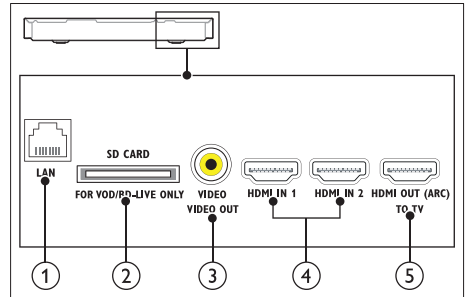 LAN
SD CARD
FOR VOD/BD-LIVE ONLY
VIDEO
VIDEO OUT
HDMI IN 1
HDMI IN 2
HDMI OUT (ARC)
TO TV
1
2
3
4
5